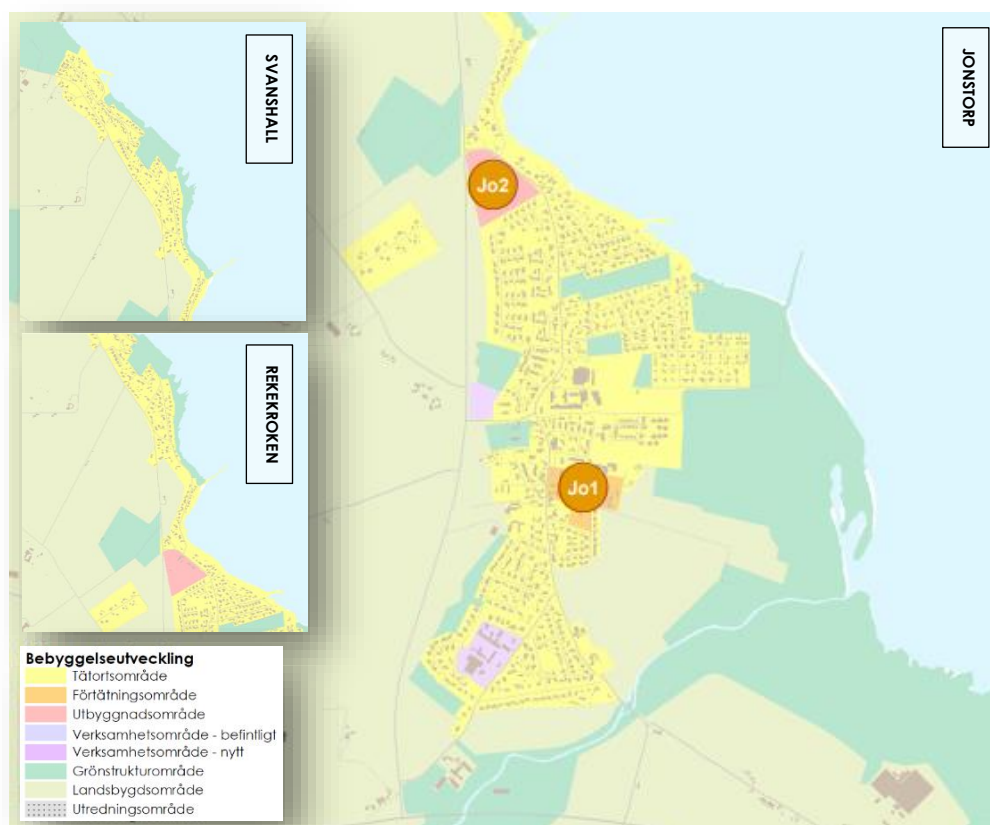 SVANSHALL
JONSTORP
Jo2
REKEKROKEN
Jo1
Bebyggelseutveckling
Tätortsområde
Förtätningsområde
Utbyggnadsområde
Verksamhetsområde - befintligt
Verksamhetsområde - nytt
Grönstrukturområde
Landsbygdsområde
Utredningsområde